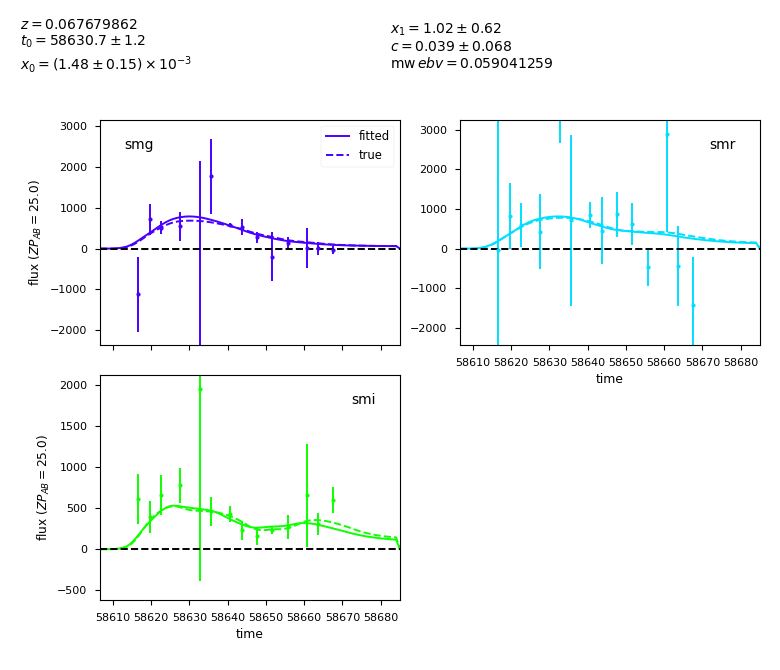 z = 0.067679862
t₀ = 58630.7 ± 1.2
x₀ = (1.48 ± 0.15) × 10⁻³
x₁ = 1.02 ± 0.62
c = 0.039 ± 0.068
mw ebv = 0.059041259
smg
fitted
true
3000
2000
1000
0
−1000
−2000
flux (ZP_AB = 25.0)
smr
3000
2000
1000
0
−1000
−2000
58610 58620 58630 58640 58650 58660 58670 58680
time
smi
2000
1500
1000
500
0
−500
flux (ZP_AB = 25.0)
58610 58620 58630 58640 58650 58660 58670 58680
time